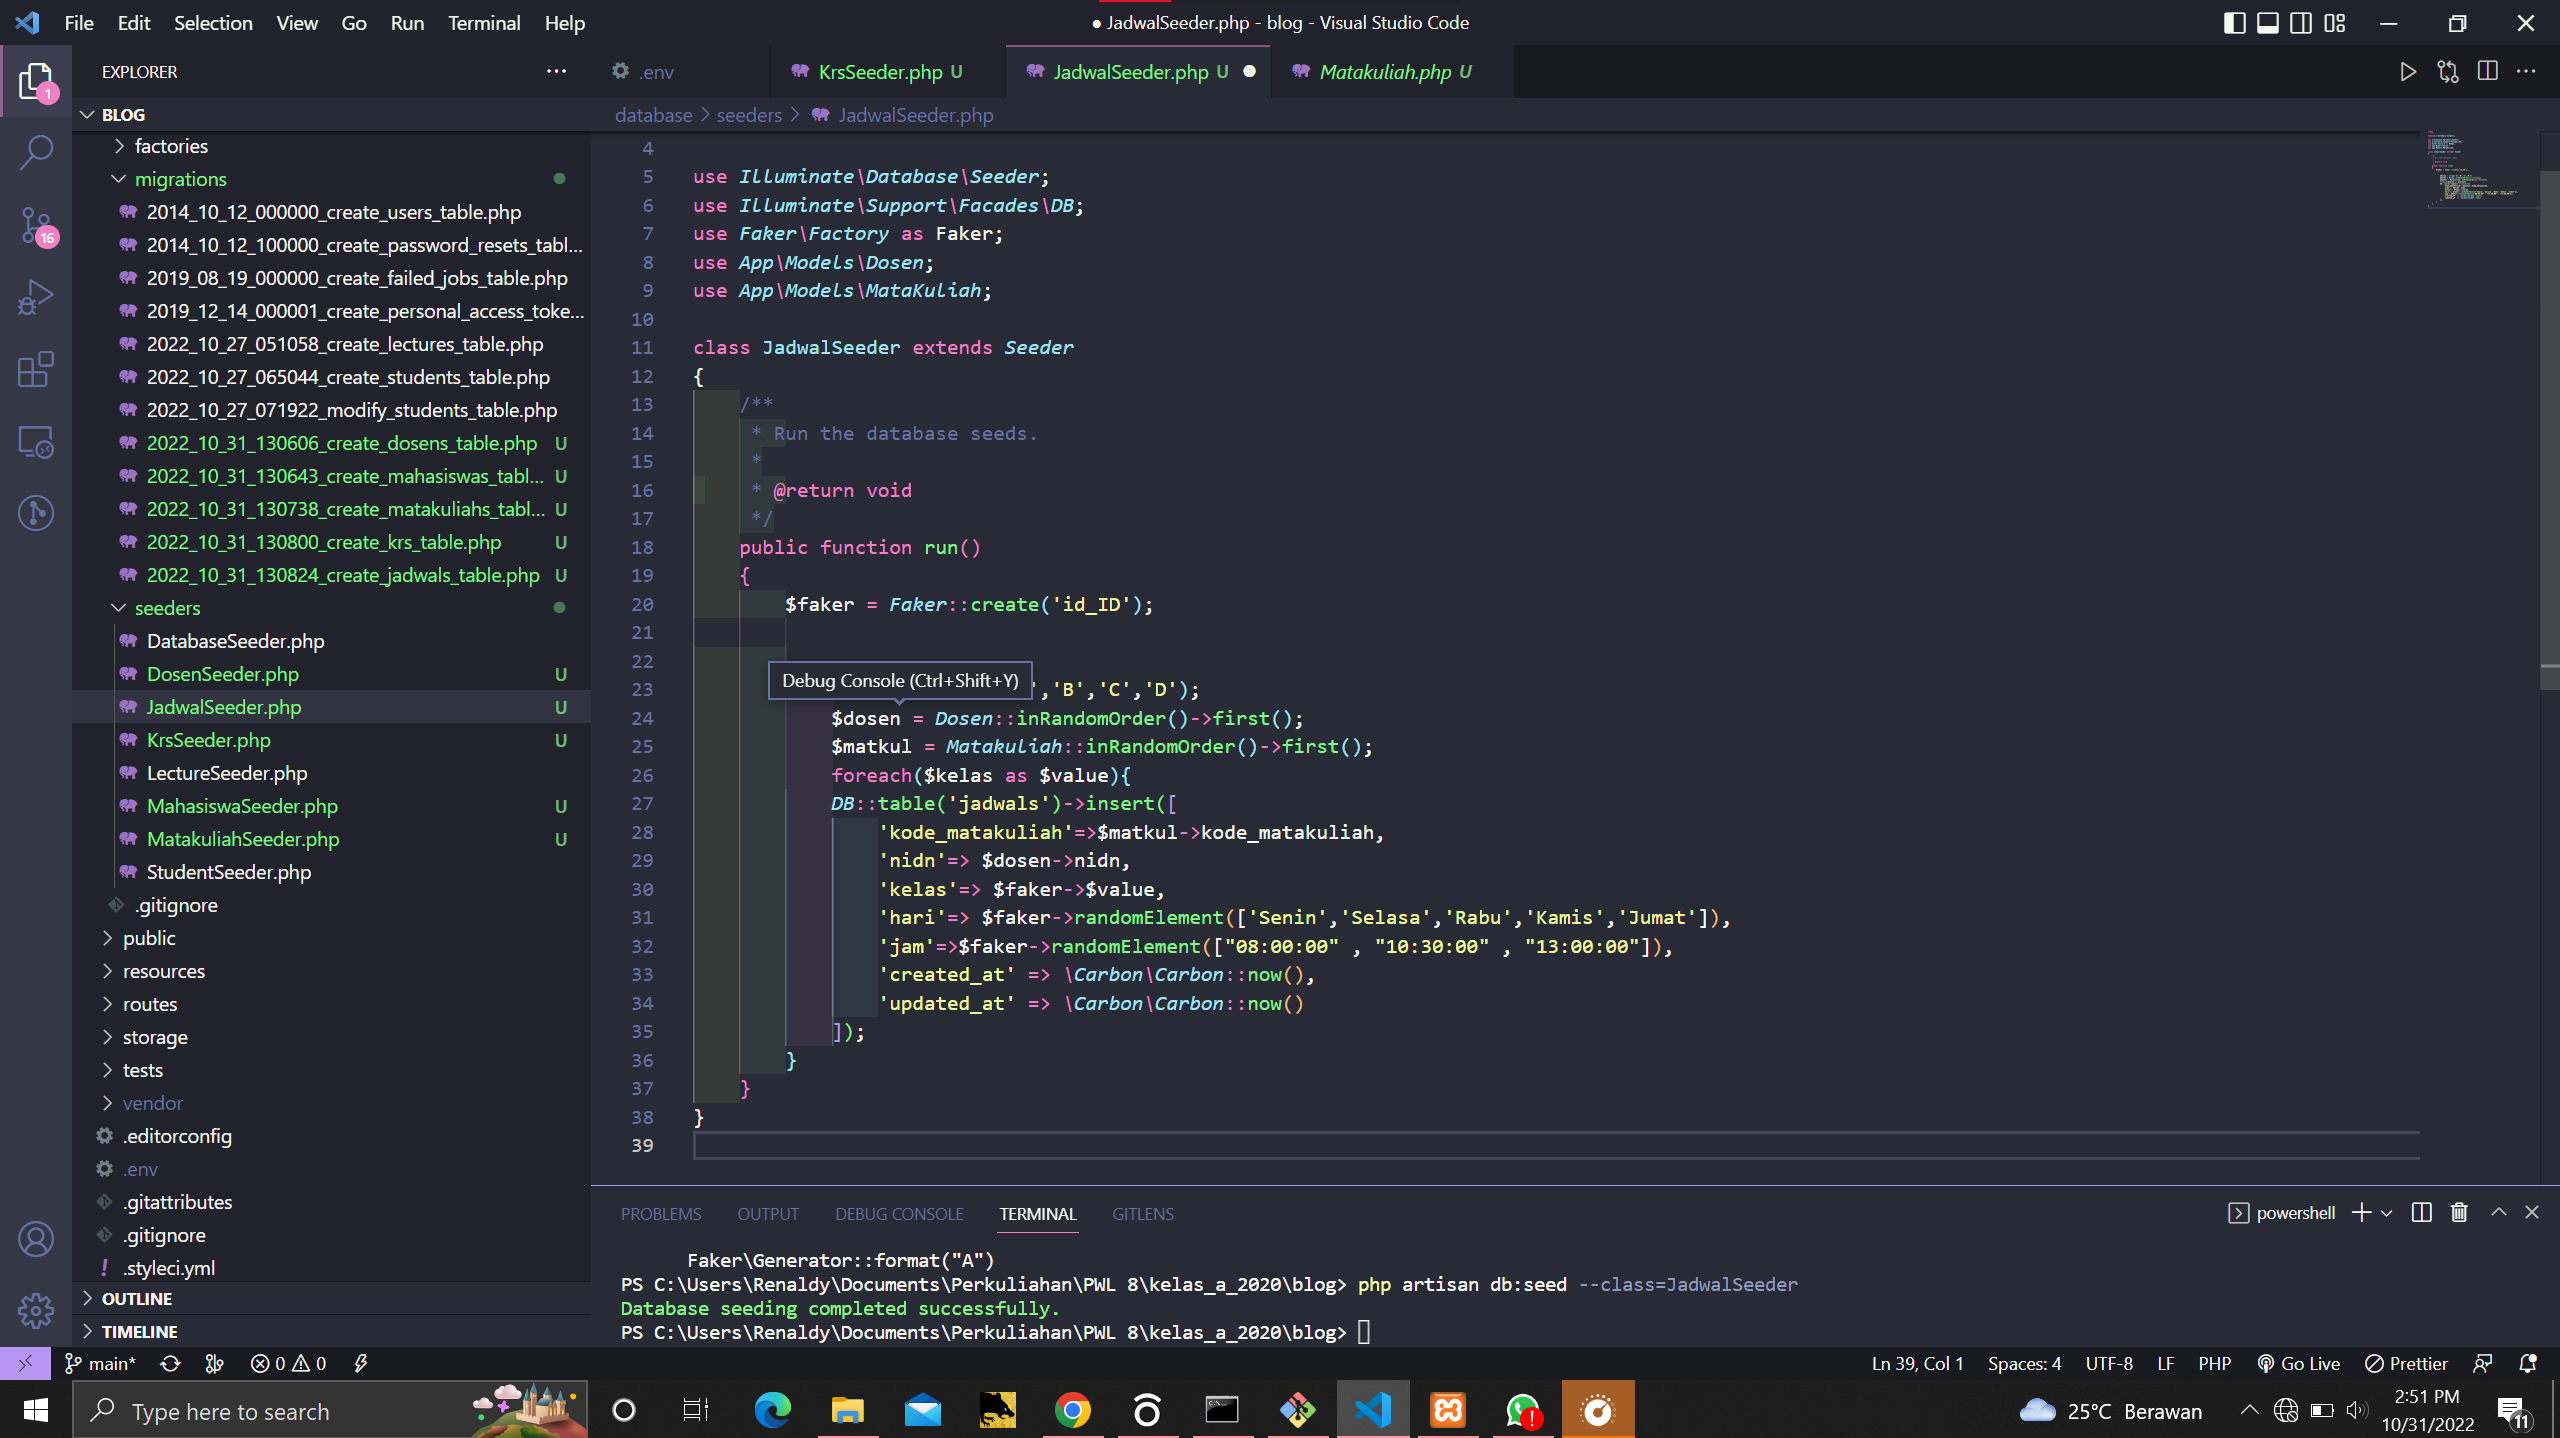 File Edit Selection View Go Run Terminal Help
● JadwalSeeder.php - blog - Visual Studio Code
EXPLORER
.env
KrsSeeder.php U
JadwalSeeder.php U
Matakuliah.php U
1
BLOG
database > seeders > JadwalSeeder.php
factories
migrations
2014_10_12_000000_create_users_table.php
2014_10_12_100000_create_password_resets_tabl...
2019_08_19_000000_create_failed_jobs_table.php
2019_12_14_000001_create_personal_access_toke...
2022_10_27_051058_create_lectures_table.php
2022_10_27_065044_create_students_table.php
2022_10_27_071922_modify_students_table.php
2022_10_31_130606_create_dosens_table.php U
2022_10_31_130643_create_mahasiswas_tabl... U
2022_10_31_130738_create_matakuliahs_tabl... U
2022_10_31_130800_create_krs_table.php U
2022_10_31_130824_create_jadwals_table.php U
seeders
DatabaseSeeder.php
DosenSeeder.php U
JadwalSeeder.php U
KrsSeeder.php U
LectureSeeder.php
MahasiswaSeeder.php U
MatakuliahSeeder.php U
StudentSeeder.php
.gitignore
public
resources
routes
storage
tests
vendor
.editorconfig
.env
.gitattributes
.gitignore
.styleci.yml
OUTLINE
TIMELINE
16
4
5 use Illuminate\Database\Seeder;
6 use Illuminate\Support\Facades\DB;
7 use Faker\Factory as Faker;
8 use App\Models\Dosen;
9 use App\Models\MataKuliah;
10
11 class JadwalSeeder extends Seeder
12 {
13 /**
14 * Run the database seeds.
15 *
16 * @return void
17 */
18 public function run()
19 {
20 $faker = Faker::create('id_ID');
21
22
Debug Console (Ctrl+Shift+Y)
23 ','B','C','D');
24 $dosen = Dosen::inRandomOrder()->first();
25 $matkul = Matakuliah::inRandomOrder()->first();
26 foreach($kelas as $value){
27 DB::table('jadwals')->insert([
28 'kode_matakuliah'=>$matkul->kode_matakuliah,
29 'nidn'=> $dosen->nidn,
30 'kelas'=> $faker->$value,
31 'hari'=> $faker->randomElement(['Senin','Selasa','Rabu','Kamis','Jumat']),
32 'jam'=>$faker->randomElement(["08:00:00" , "10:30:00" , "13:00:00"]),
33 'created_at' => \Carbon\Carbon::now(),
34 'updated_at' => \Carbon\Carbon::now()
35 ]);
36 }
37 }
38 }
39
PROBLEMS OUTPUT DEBUG CONSOLE TERMINAL GITLENS
powershell
Faker\Generator::format("A")
PS C:\Users\Renaldy\Documents\Perkuliahan\PWL 8\kelas_a_2020\blog> php artisan db:seed --class=JadwalSeeder
Database seeding completed successfully.
PS C:\Users\Renaldy\Documents\Perkuliahan\PWL 8\kelas_a_2020\blog>
main* 0 0
Ln 39, Col 1 Spaces: 4 UTF-8 LF PHP Go Live Prettier
Type here to search
25°C Berawan
2:51 PM
10/31/2022
11